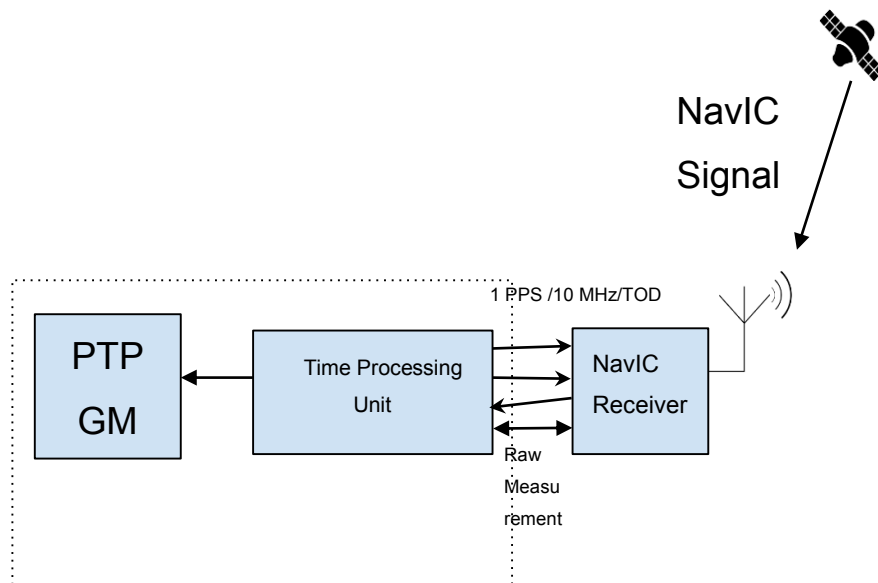 NavIC
Signal
1 PPS /10 MHz/TOD
PTP
GM
Time Processing
Unit
NavIC
Receiver
Raw
Measu
rement